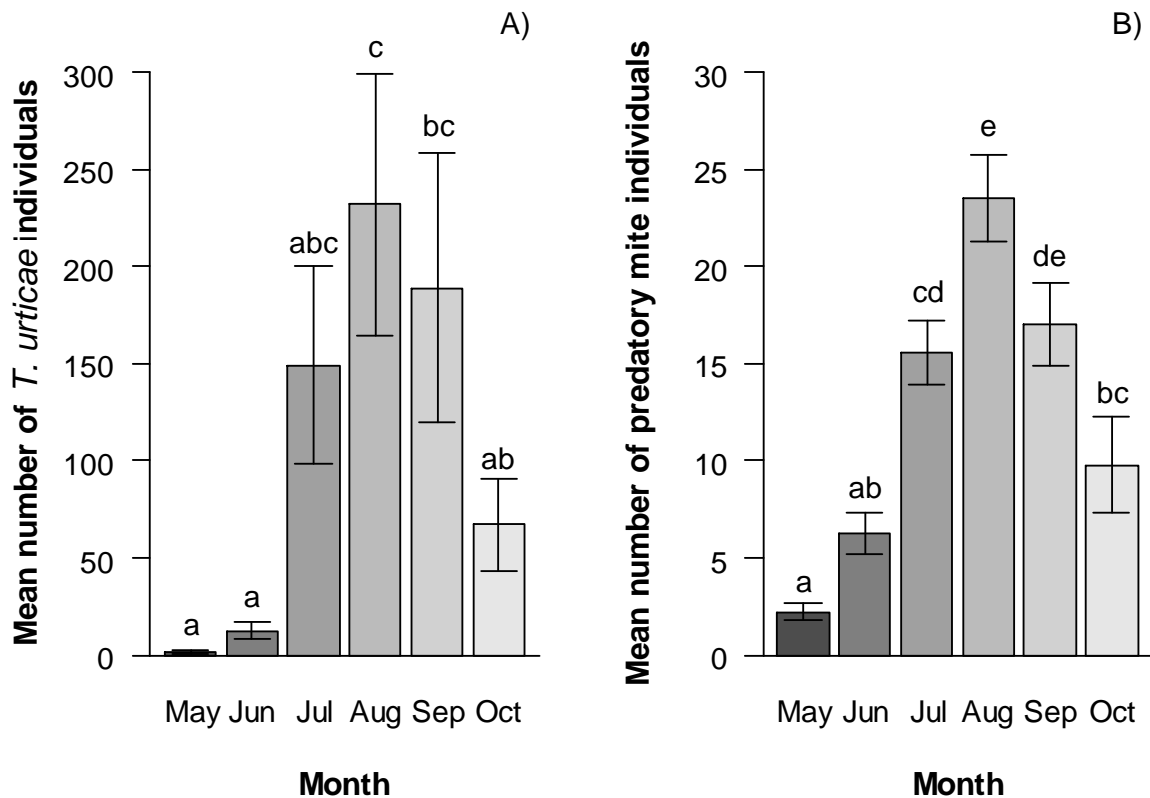 A)
Mean number of T. urticae individuals
300
250
200
150
100
50
0
a
a
abc
c
bc
ab
May Jun Jul Aug Sep Oct
Month
B)
Mean number of predatory mite individuals
30
25
20
15
10
5
0
a
ab
cd
e
de
bc
May Jun Jul Aug Sep Oct
Month